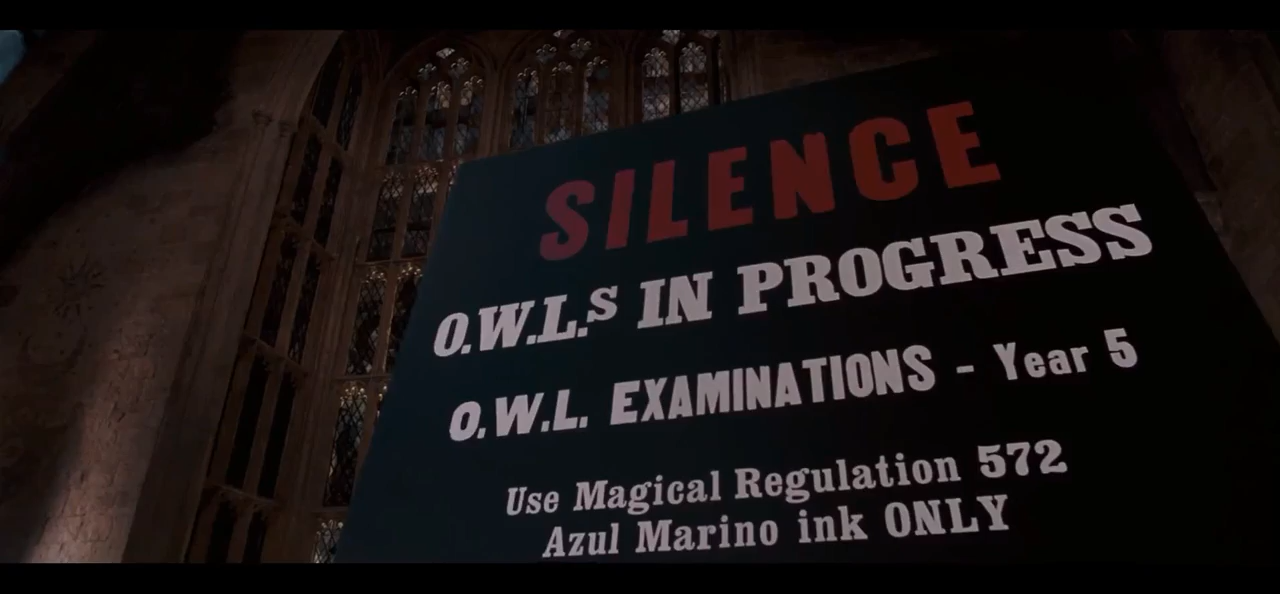 SILENCE
O.W.L.s IN PROGRESS
O.W.L. EXAMINATIONS - Year 5
Use Magical Regulation 572
Azul Marino ink ONLY